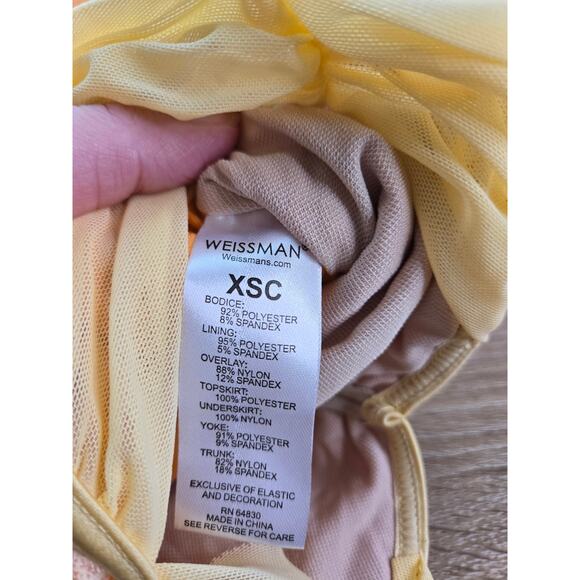 WEISSMAN®
Weissmans.com
XSC
BODICE:
92% POLYESTER
8% SPANDEX
LINING:
95% POLYESTER
5% SPANDEX
OVERLAY:
88% NYLON
12% SPANDEX
TOPSKIRT:
100% POLYESTER
UNDERSKIRT:
100% NYLON
YOKE:
91% POLYESTER
9% SPANDEX
TRUNK:
82% NYLON
18% SPANDEX
EXCLUSIVE OF ELASTIC
AND DECORATION
RN 64830
MADE IN CHINA
SEE REVERSE FOR CARE